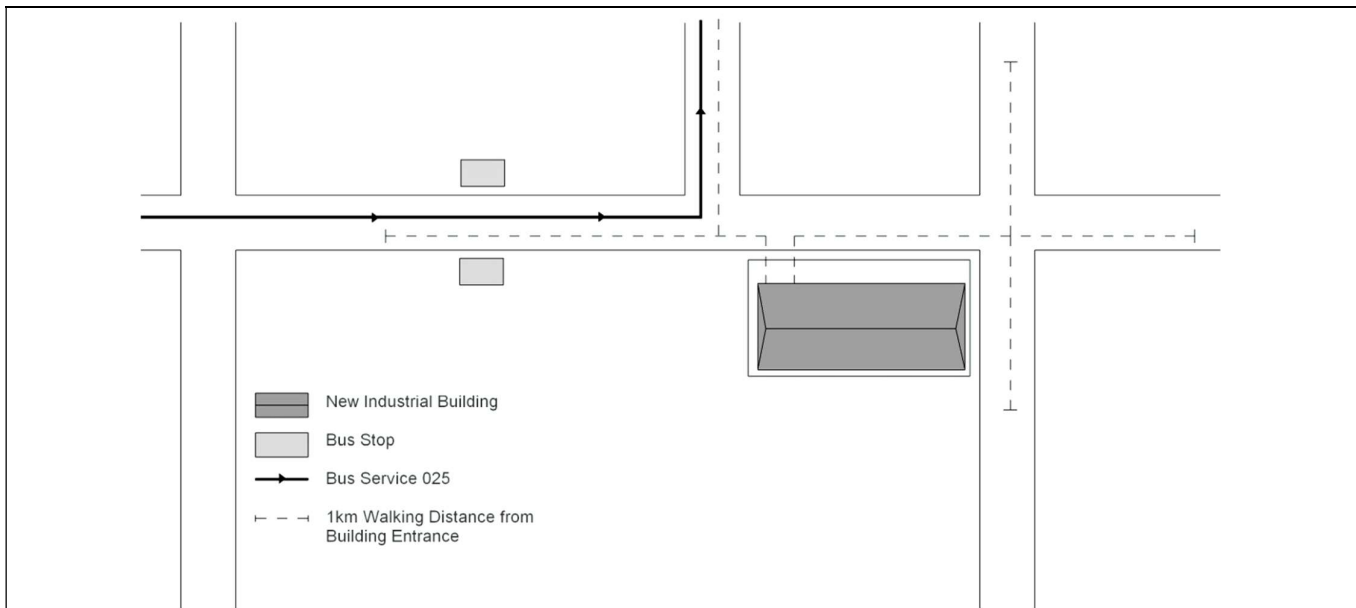 New Industrial Building
Bus Stop
Bus Service 025
1km Walking Distance from
Building Entrance